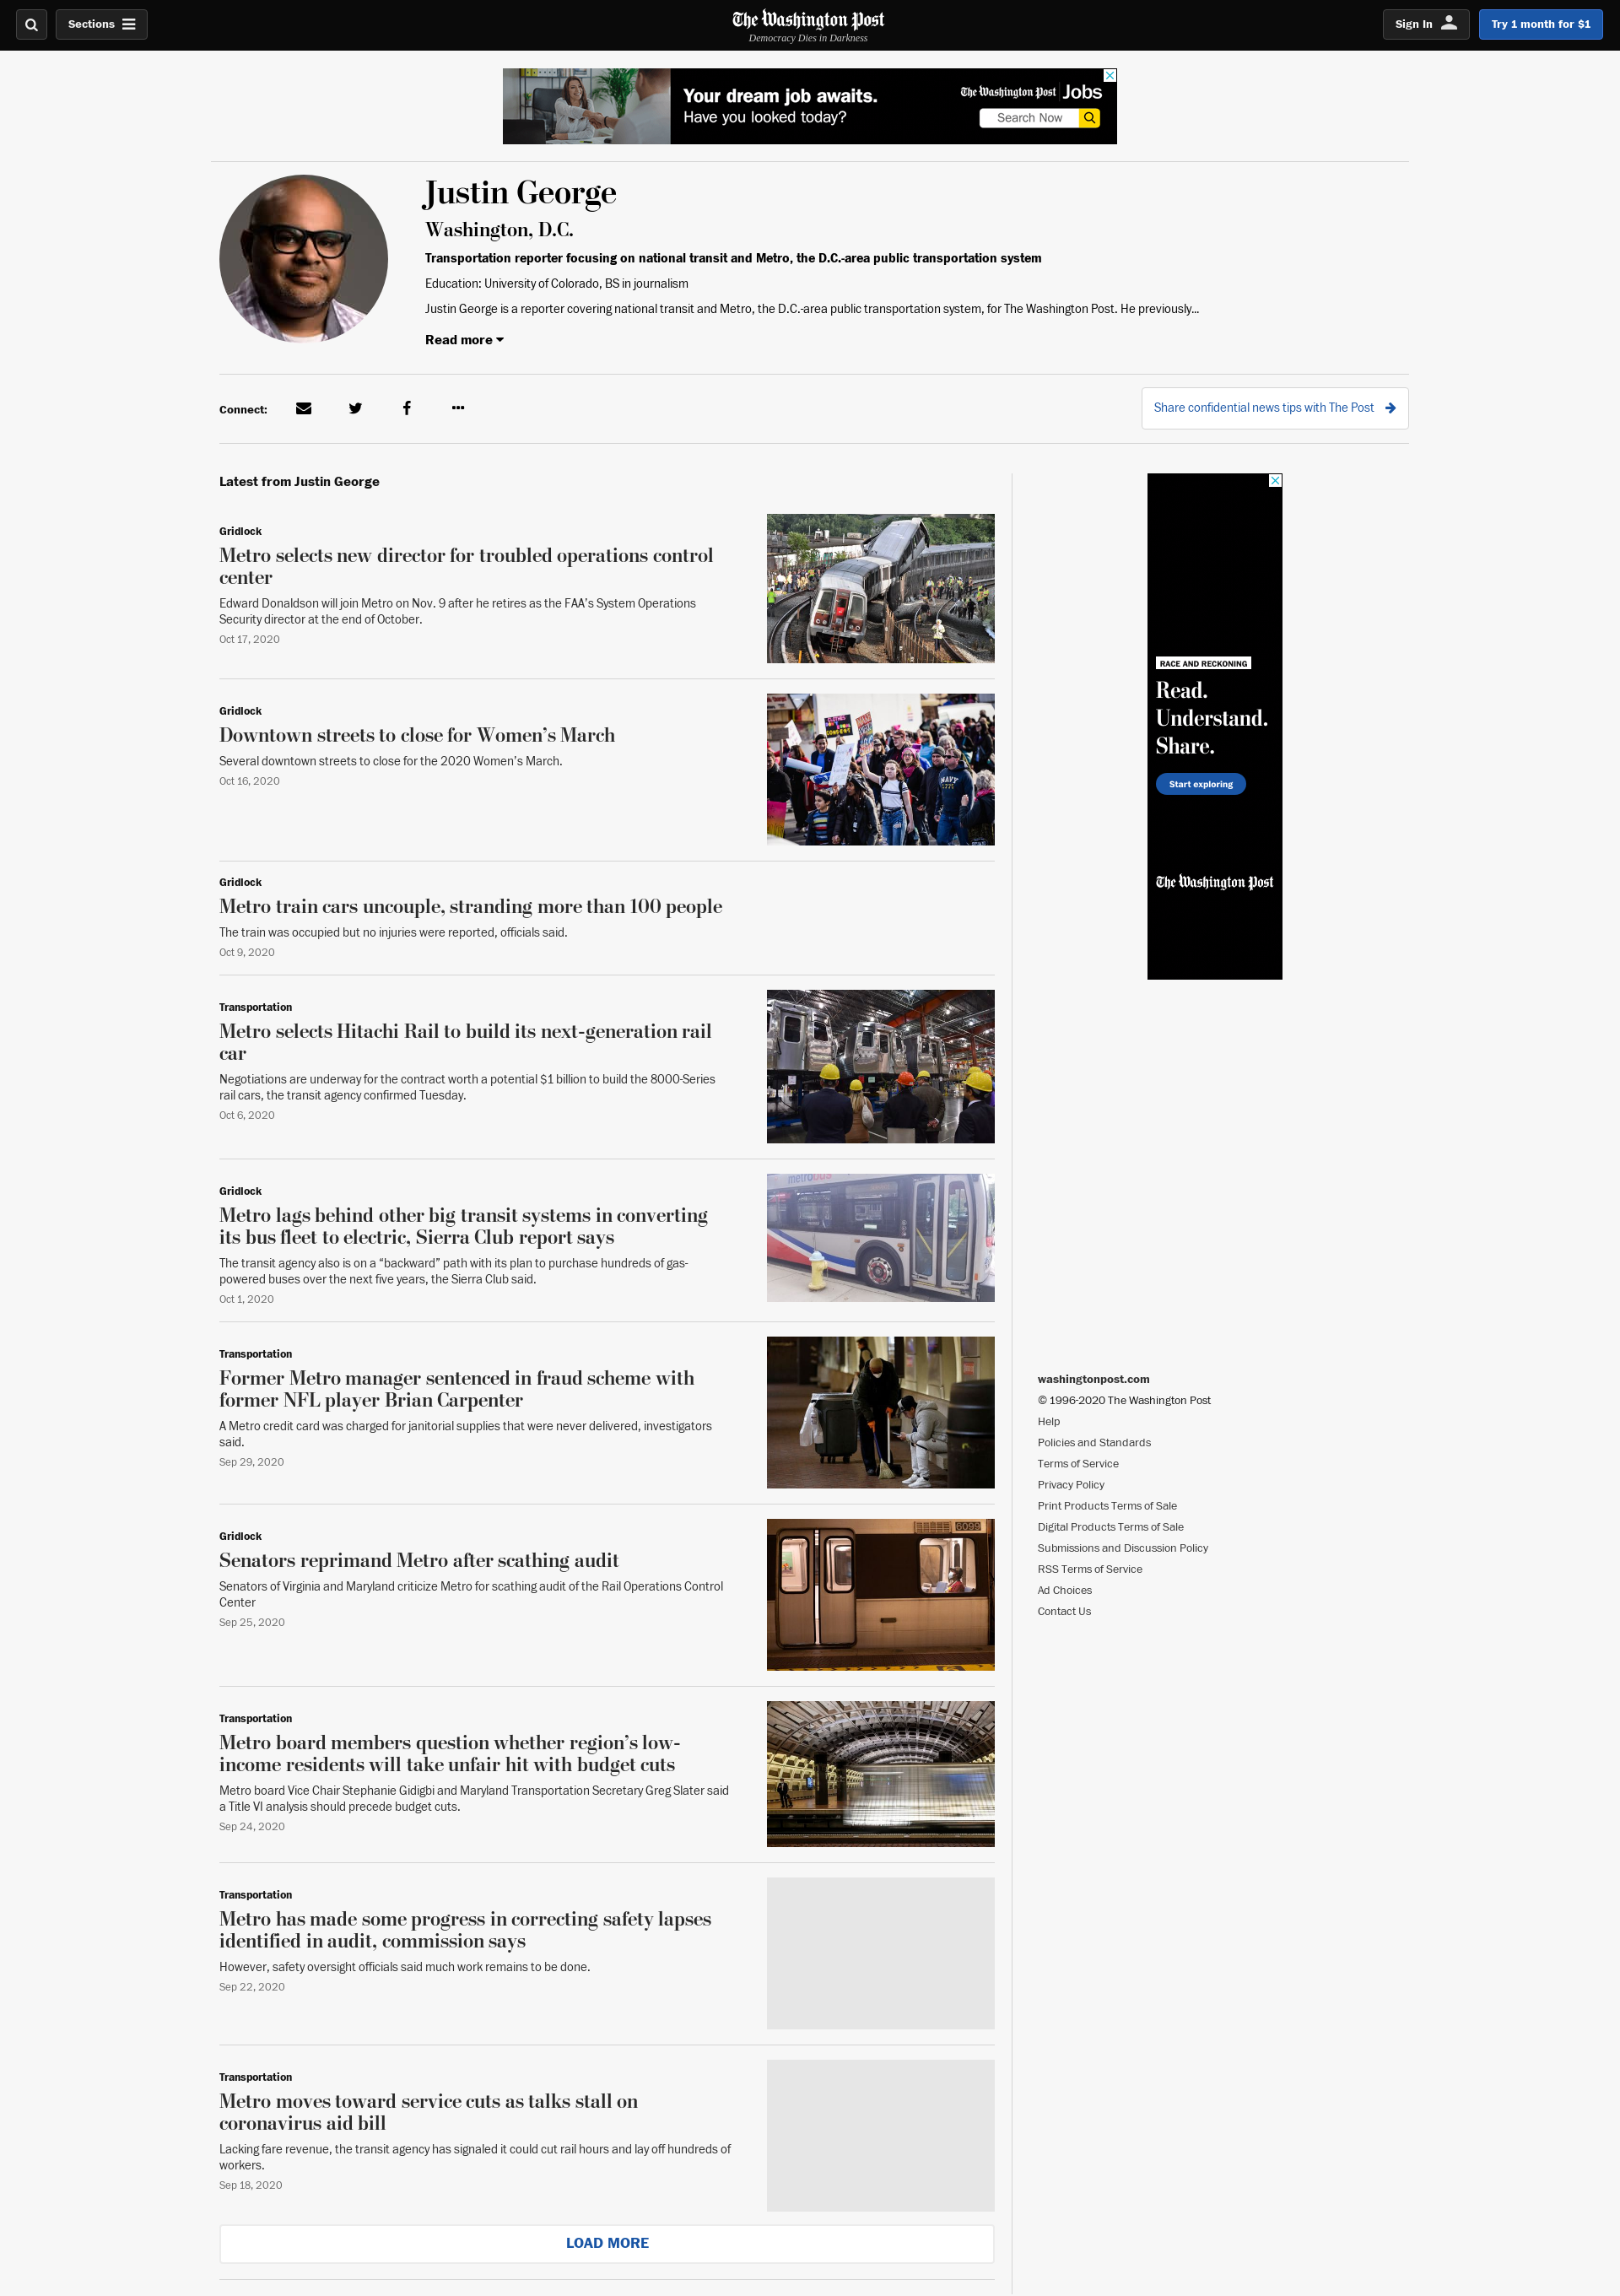 Sections
The Washington Post
Democracy Dies in Darkness
Sign In
Try 1 month for $1
Your dream job awaits.
Have you looked today?
The Washington Post Jobs
Search Now
Justin George
Washington, D.C.
Transportation reporter focusing on national transit and Metro, the D.C.-area public transportation system
Education: University of Colorado, BS in journalism
Justin George is a reporter covering national transit and Metro, the D.C.-area public transportation system, for The Washington Post. He previously...
Read more
Connect:
Share confidential news tips with The Post
Latest from Justin George
Gridlock
Metro selects new director for troubled operations control
center
Edward Donaldson will join Metro on Nov. 9 after he retires as the FAA’s System Operations
Security director at the end of October.
Oct 17, 2020
Gridlock
Downtown streets to close for Women’s March
Several downtown streets to close for the 2020 Women’s March.
Oct 16, 2020
NAVY
Gridlock
Metro train cars uncouple, stranding more than 100 people
The train was occupied but no injuries were reported, officials said.
Oct 9, 2020
Transportation
Metro selects Hitachi Rail to build its next-generation rail
car
Negotiations are underway for the contract worth a potential $1 billion to build the 8000-Series
rail cars, the transit agency confirmed Tuesday.
Oct 6, 2020
Gridlock
Metro lags behind other big transit systems in converting
its bus fleet to electric, Sierra Club report says
The transit agency also is on a “backward” path with its plan to purchase hundreds of gas-
powered buses over the next five years, the Sierra Club said.
Oct 1, 2020
metrobus
Transportation
Former Metro manager sentenced in fraud scheme with
former NFL player Brian Carpenter
A Metro credit card was charged for janitorial supplies that were never delivered, investigators
said.
Sep 29, 2020
Gridlock
Senators reprimand Metro after scathing audit
Senators of Virginia and Maryland criticize Metro for scathing audit of the Rail Operations Control
Center
Sep 25, 2020
6099
Transportation
Metro board members question whether region’s low-
income residents will take unfair hit with budget cuts
Metro board Vice Chair Stephanie Gidigbi and Maryland Transportation Secretary Greg Slater said
a Title VI analysis should precede budget cuts.
Sep 24, 2020
Transportation
Metro has made some progress in correcting safety lapses
identified in audit, commission says
However, safety oversight officials said much work remains to be done.
Sep 22, 2020
Transportation
Metro moves toward service cuts as talks stall on
coronavirus aid bill
Lacking fare revenue, the transit agency has signaled it could cut rail hours and lay off hundreds of
workers.
Sep 18, 2020
LOAD MORE
RACE AND RECKONING
Read.
Understand.
Share.
Start exploring
The Washington Post
washingtonpost.com
© 1996-2020 The Washington Post
Help
Policies and Standards
Terms of Service
Privacy Policy
Print Products Terms of Sale
Digital Products Terms of Sale
Submissions and Discussion Policy
RSS Terms of Service
Ad Choices
Contact Us